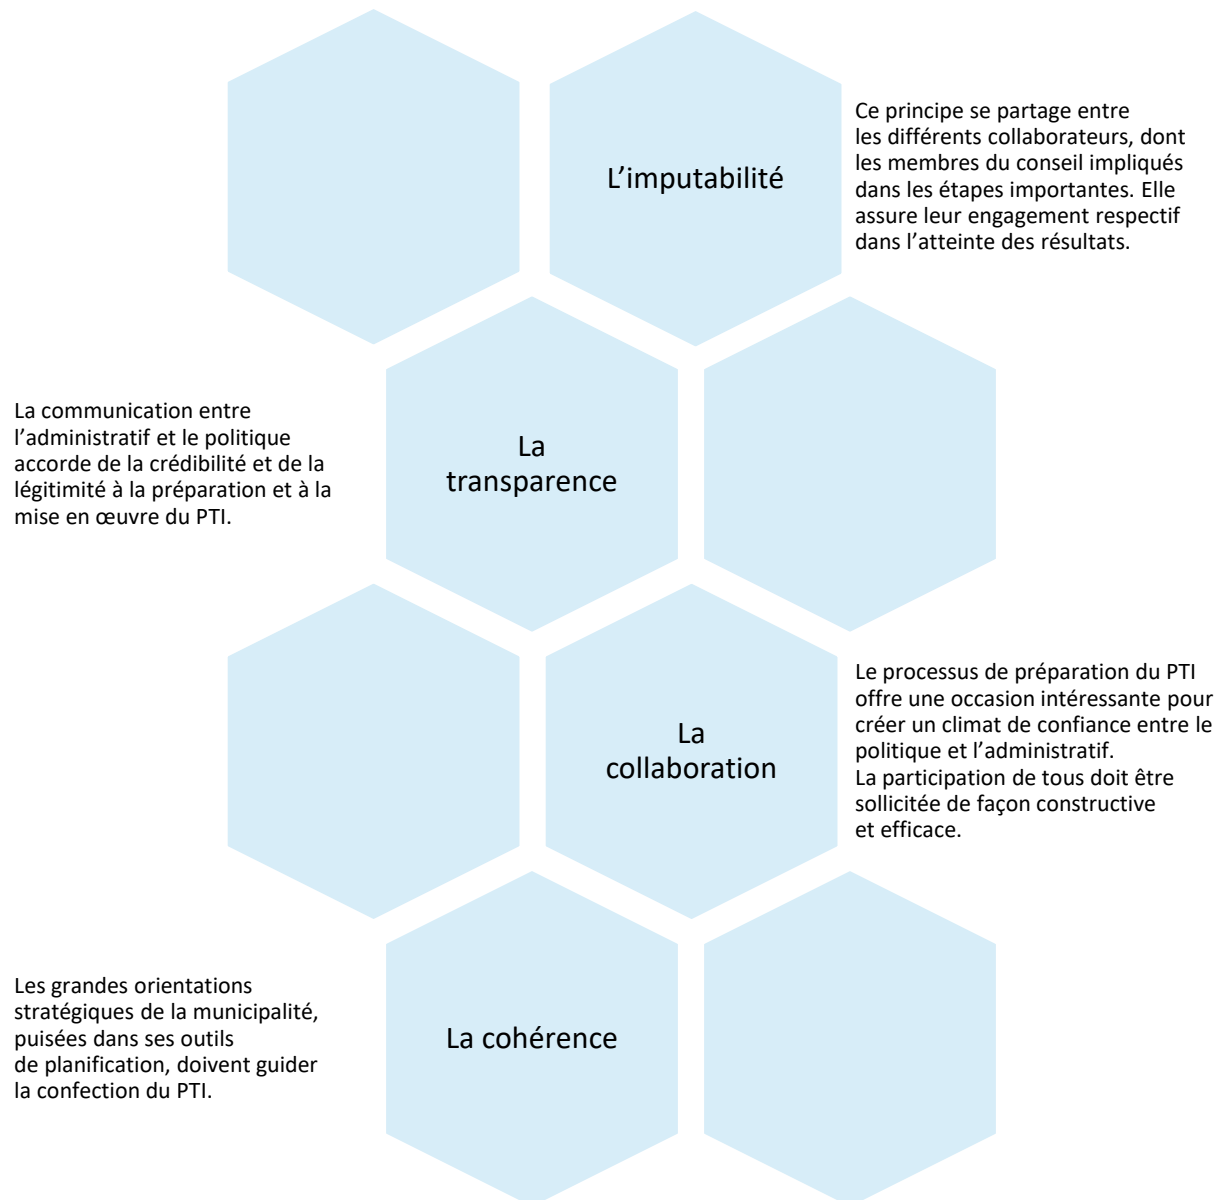 L’imputabilité
Ce principe se partage entre
les différents collaborateurs, dont
les membres du conseil impliqués
dans les étapes importantes. Elle
assure leur engagement respectif
dans l’atteinte des résultats.
La communication entre
l’administratif et le politique
accorde de la crédibilité et de la
légitimité à la préparation et à la
mise en œuvre du PTI.
La
transparence
La
collaboration
Le processus de préparation du PTI
offre une occasion intéressante pour
créer un climat de confiance entre le
politique et l’administratif.
La participation de tous doit être
sollicitée de façon constructive
et efficace.
Les grandes orientations
stratégiques de la municipalité,
puisées dans ses outils
de planification, doivent guider
la confection du PTI.
La cohérence